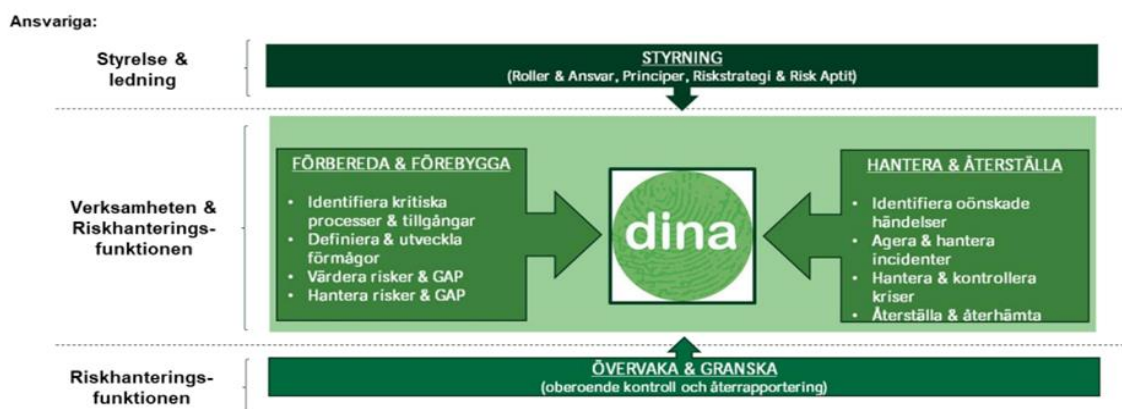 Ansvariga:
Styrelse &
ledning
STYRNING
(Roller & Ansvar, Principer, Riskstrategi & Risk Aptit)
Verksamheten &
Riskhanterings-
funktionen
FÖRBEREDA & FÖREBYGGA
• Identifiera kritiska
processer & tillgångar
• Definiera & utveckla
förmågor
• Värdera risker & GAP
• Hantera risker & GAP
dina
HANTERA & ÅTERSTÄLLA
• Identifiera oönskade
händelser
• Agera & hantera
incidenter
• Hantera & kontrollera
kriser
• Återställa & återhämta
Riskhanterings-
funktionen
ÖVERVAKA & GRANSKA
(oberoende kontroll och återrapportering)